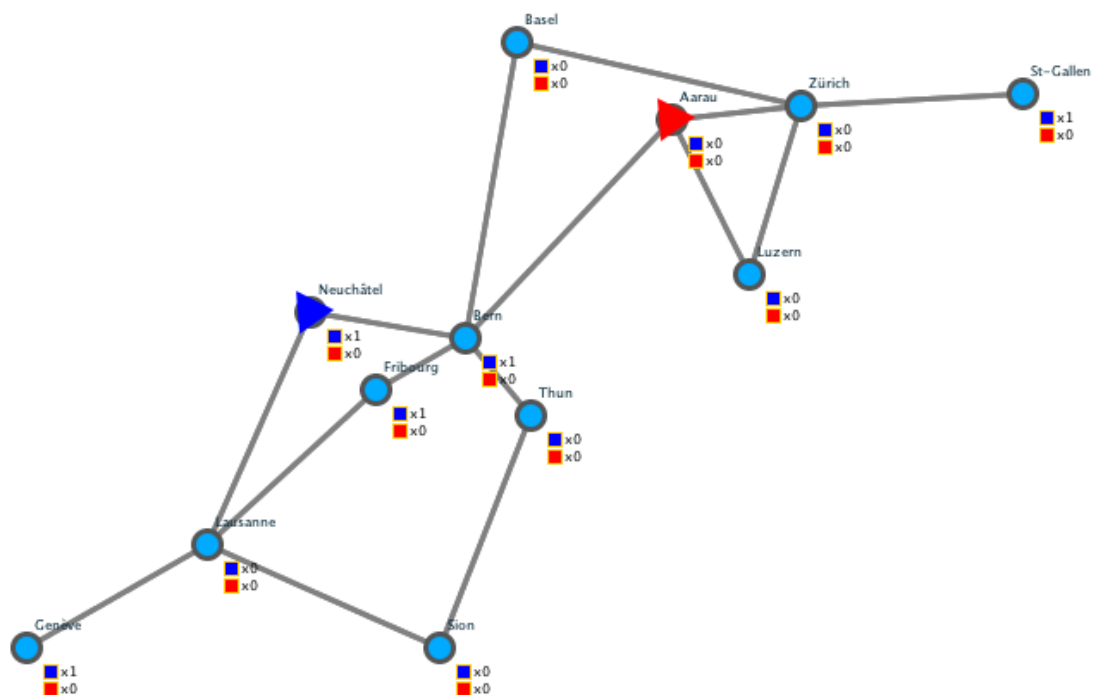 Basel
x0
x0
St-Gallen
x1
x0
Zürich
x0
x0
Aarau
x0
x0
Luzern
x0
x0
Neuchâtel
x1
x0
Bern
x1
x0
Fribourg
x1
x0
Thun
x0
x0
Lausanne
x0
x0
Genève
x1
x0
Sion
x0
x0